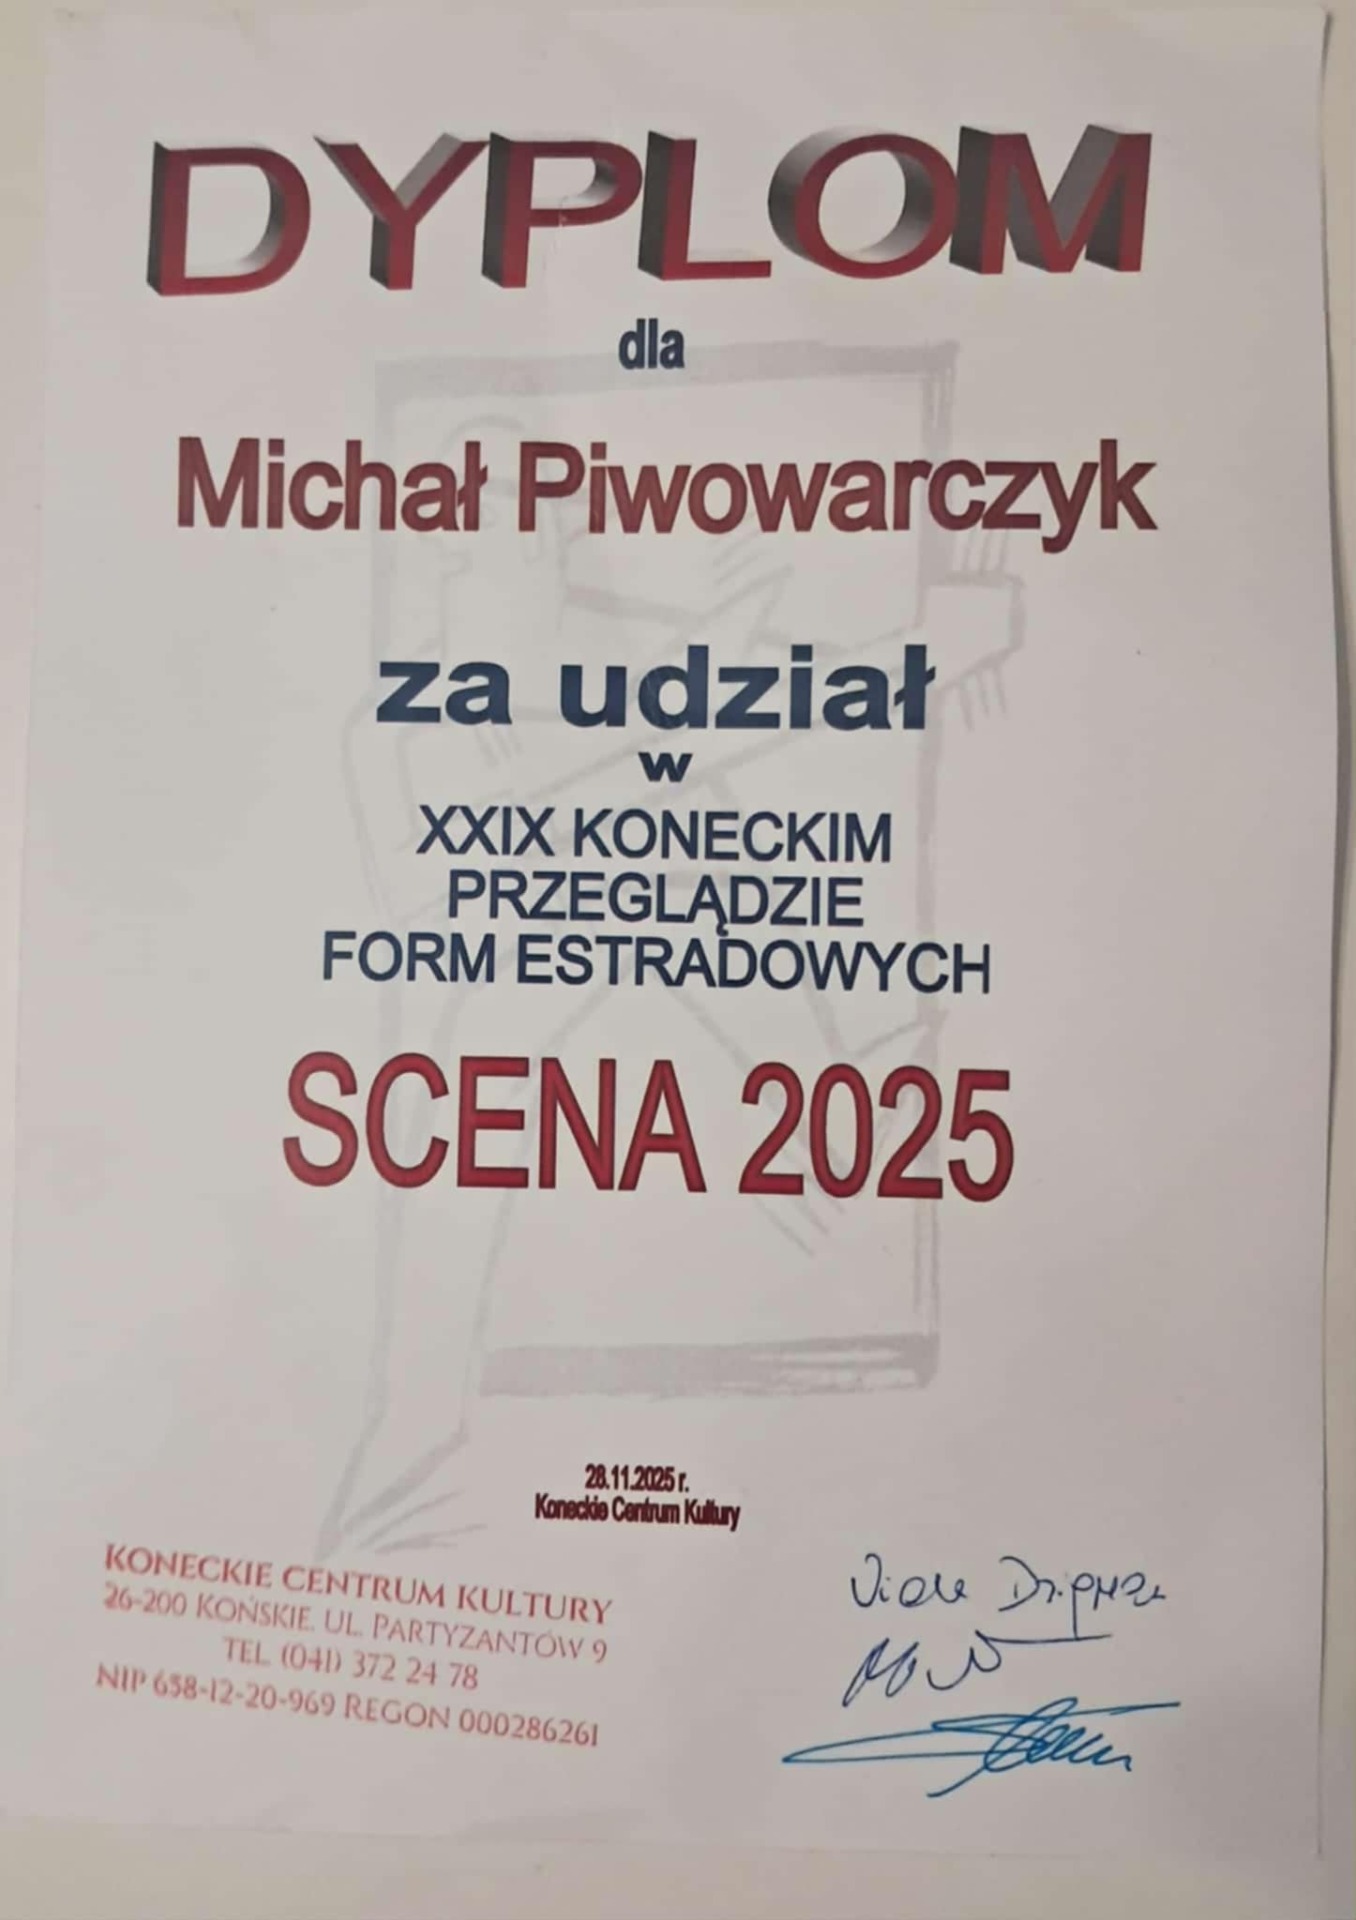 DYPLOM
dla
Michał Piwowarczyk
za udział
w
XXIX KONECKIM
PRZEGLĄDZIE
FORM ESTRADOWYCH
SCENA 2025
28.11.2025 r.
Koneckie Centrum Kultury
KONECKIE CENTRUM KULTURY
26-200 KOŃSKIE, UL. PARTYZANTÓW 9
TEL. (041) 372 24 78
NIP 658-12-20-969 REGON 000286261